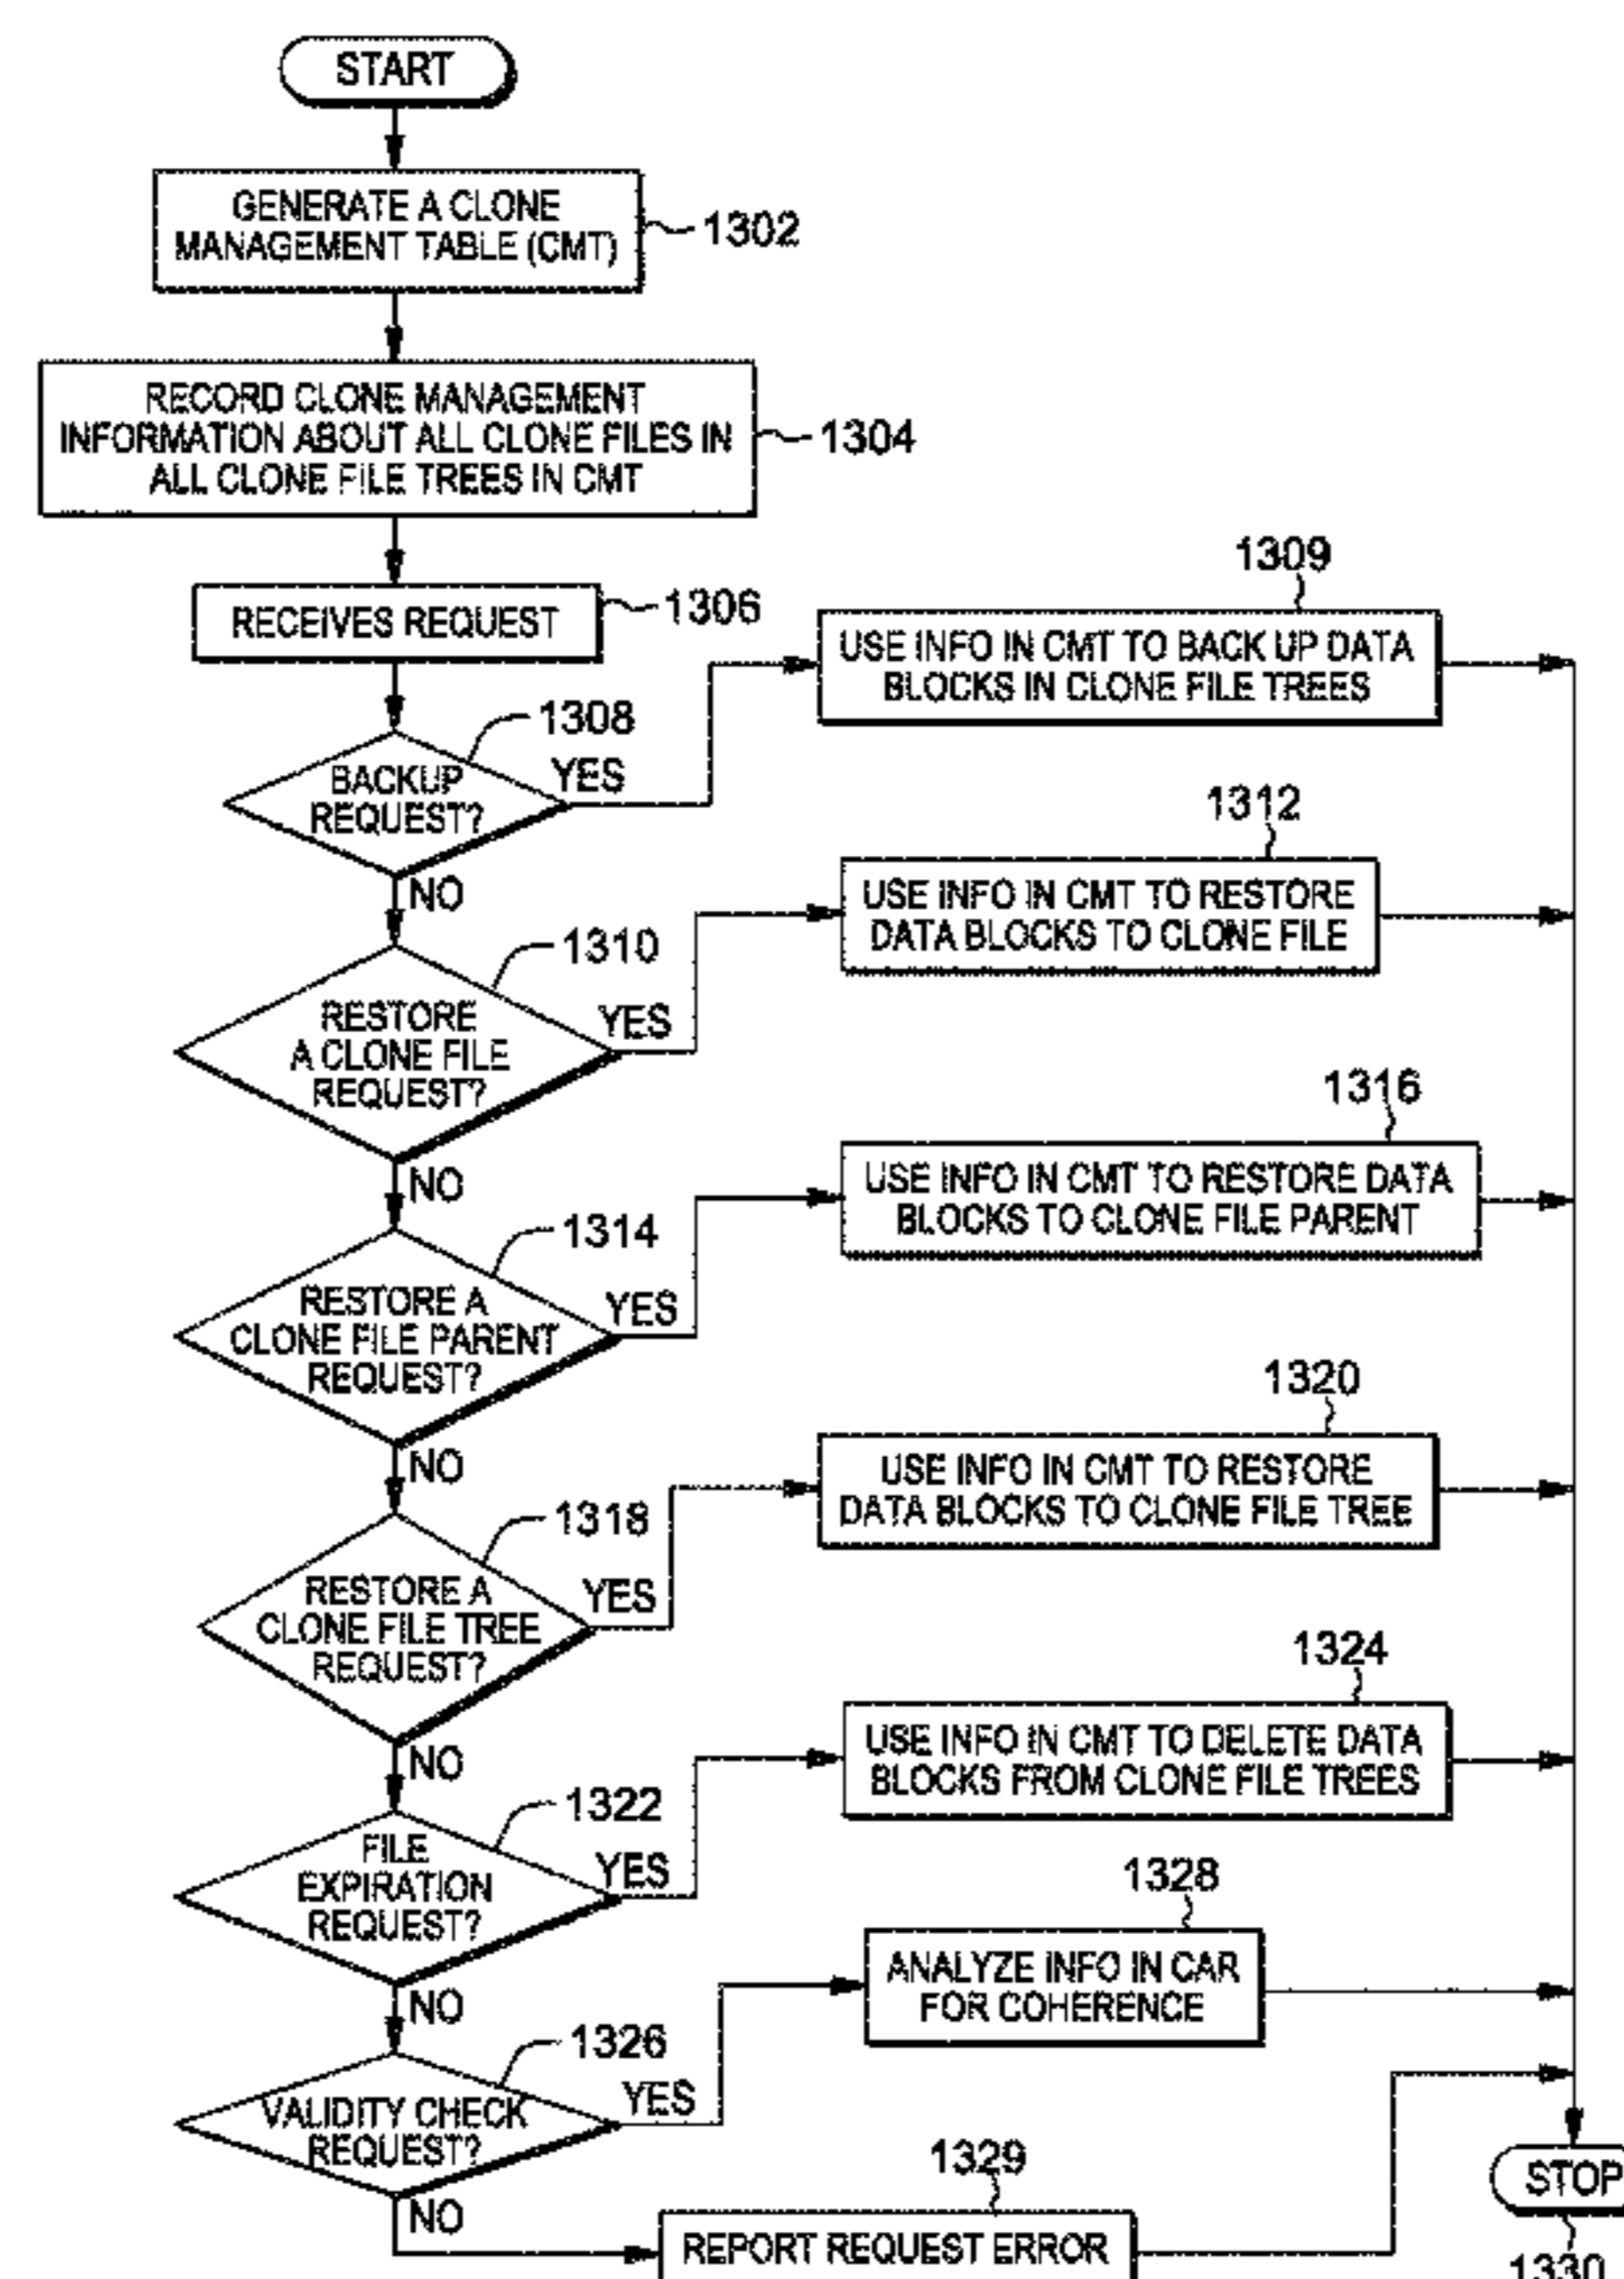 START
GENERATE A CLONE
MANAGEMENT TABLE (CMT)
1302
RECORD CLONE MANAGEMENT
INFORMATION ABOUT ALL CLONE FILES IN
ALL CLONE FILE TREES IN CMT
1304
RECEIVES REQUEST
1306
1308
BACKUP
REQUEST?
YES
NO
1309
USE INFO IN CMT TO BACK UP DATA
BLOCKS IN CLONE FILE TREES
1310
RESTORE
A CLONE FILE
REQUEST?
YES
NO
1312
USE INFO IN CMT TO RESTORE
DATA BLOCKS TO CLONE FILE
1314
RESTORE A
CLONE FILE PARENT
REQUEST?
YES
NO
1316
USE INFO IN CMT TO RESTORE DATA
BLOCKS TO CLONE FILE PARENT
1318
RESTORE A
CLONE FILE TREE
REQUEST?
YES
NO
1320
USE INFO IN CMT TO RESTORE
DATA BLOCKS TO CLONE FILE TREE
1322
FILE
EXPIRATION
REQUEST?
YES
NO
1324
USE INFO IN CMT TO DELETE DATA
BLOCKS FROM CLONE FILE TREES
1326
VALIDITY CHECK
REQUEST?
YES
NO
1328
ANALYZE INFO IN CAR
FOR COHERENCE
1329
REPORT REQUEST ERROR
STOP
1330